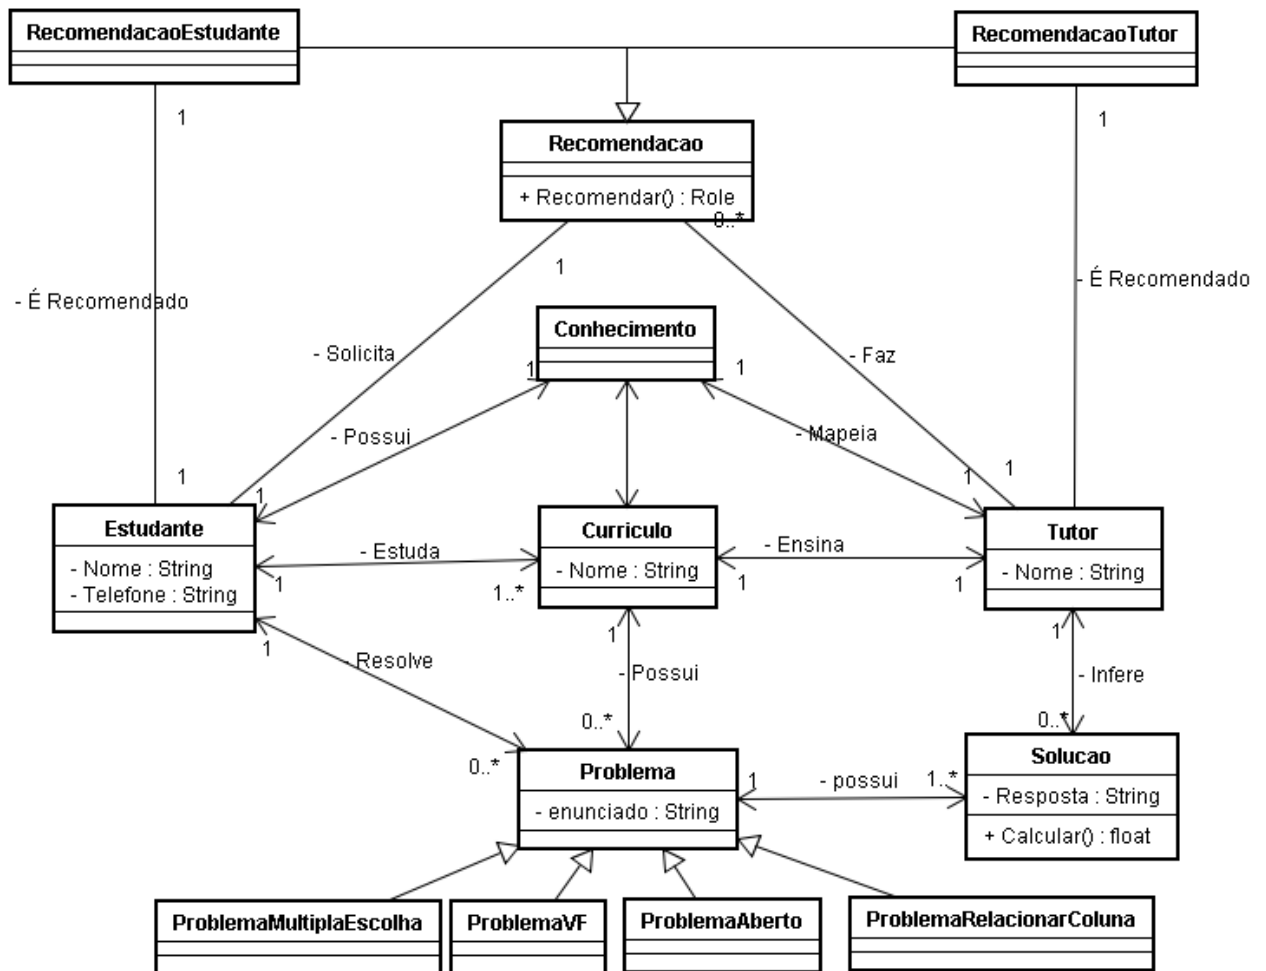 RecomendacaoEstudante
RecomendacaoTutor
1
1
Recomendacao
+ Recomendar() : Role
0..*
1
- É Recomendado
- É Recomendado
Conhecimento
- Solicita
- Faz
1
1
- Possui
- Mapeia
1
1
1
1
Estudante
- Nome : String
- Telefone : String
Curriculo
- Nome : String
Tutor
- Nome : String
- Estuda
- Ensina
1
1..*
1
1
1
1
1
- Resolve
- Possui
- Infere
0..*
0..*
0..*
Problema
- enunciado : String
1
- possui
1..*
Solucao
- Resposta : String
+ Calcular() : float
ProblemaMultiplaEscolha
ProblemaVF
ProblemaAberto
ProblemaRelacionarColuna